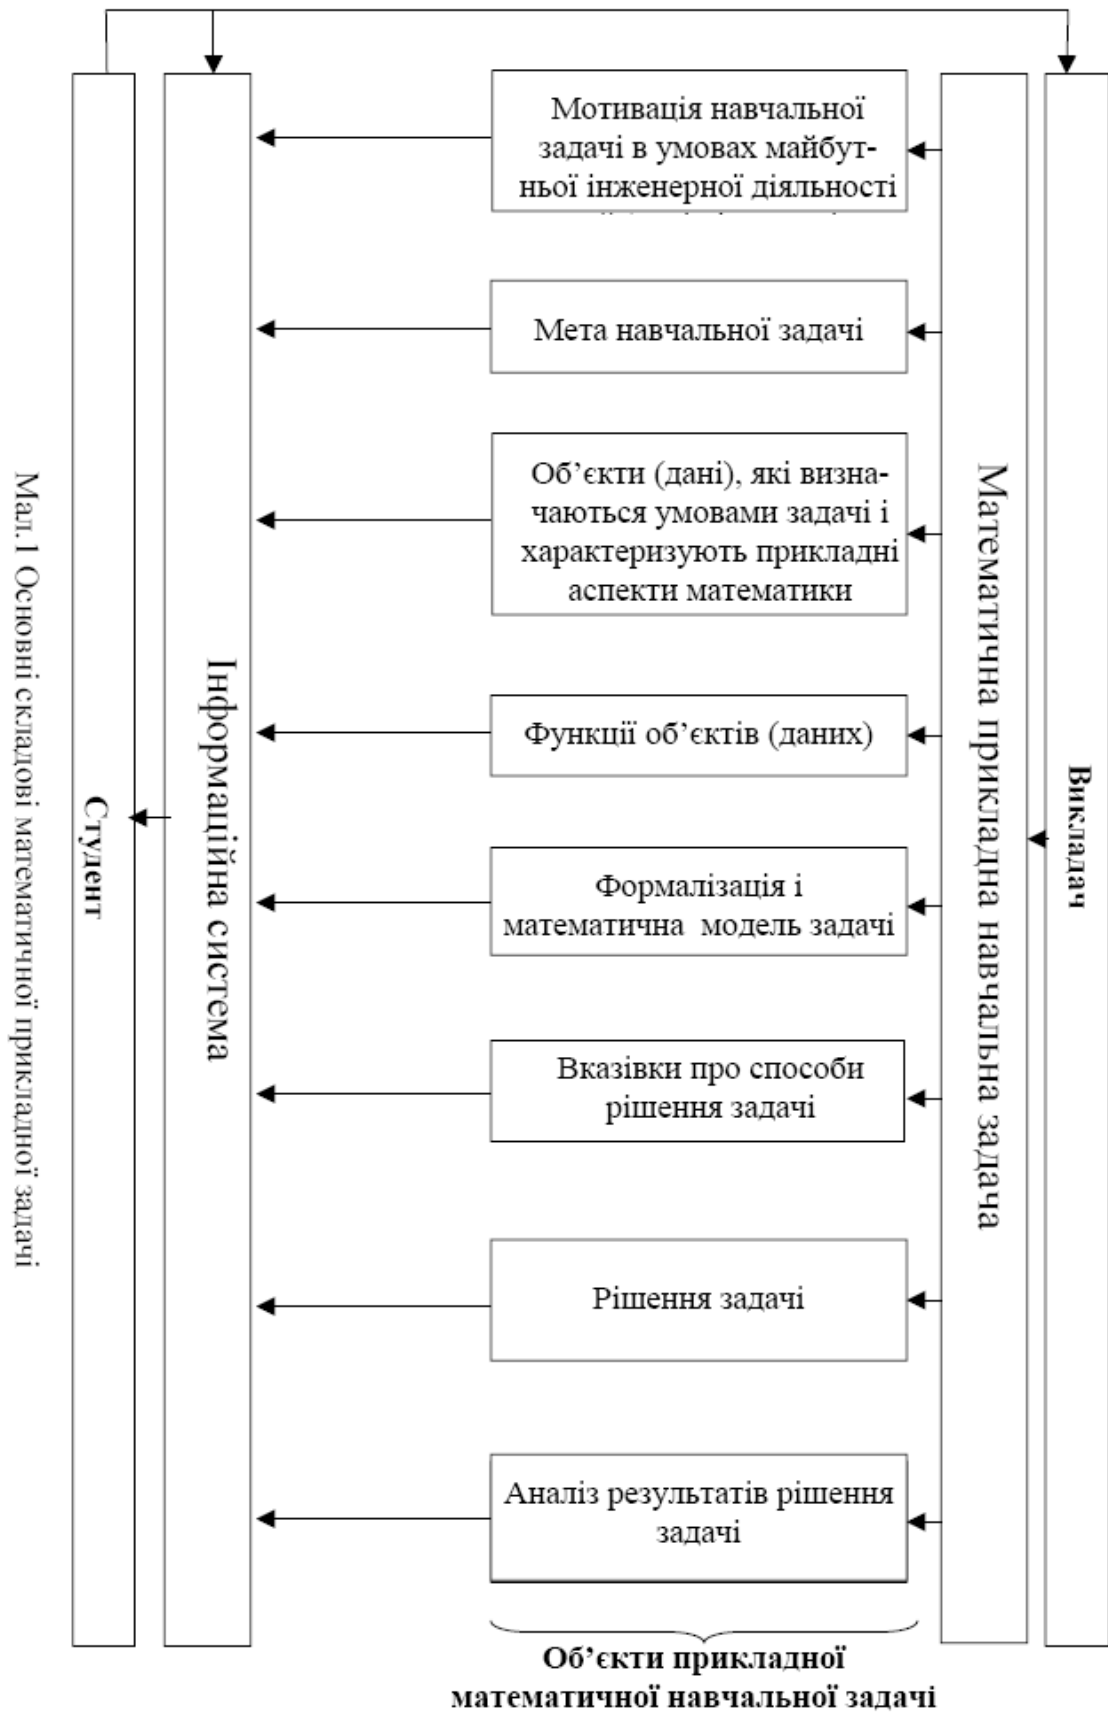 Мотивація навчальної
задачі в умовах майбут-
ньої інженерної діяльності
Мета навчальної задачі
Об’єкти (дані), які визна-
чаються умовами задачі і
характеризують прикладні
аспекти математики
Функції об’єктів (даних)
Формалізація і
математична модель задачі
Вказівки про способи
рішення задачі
Рішення задачі
Аналіз результатів рішення
задачі
Об’єкти прикладної
математичної навчальної задачі
Викладач
Математична прикладна навчальна задача
Інформаційна система
Студент
Мал. 1 Основні складові математичної прикладної задачі